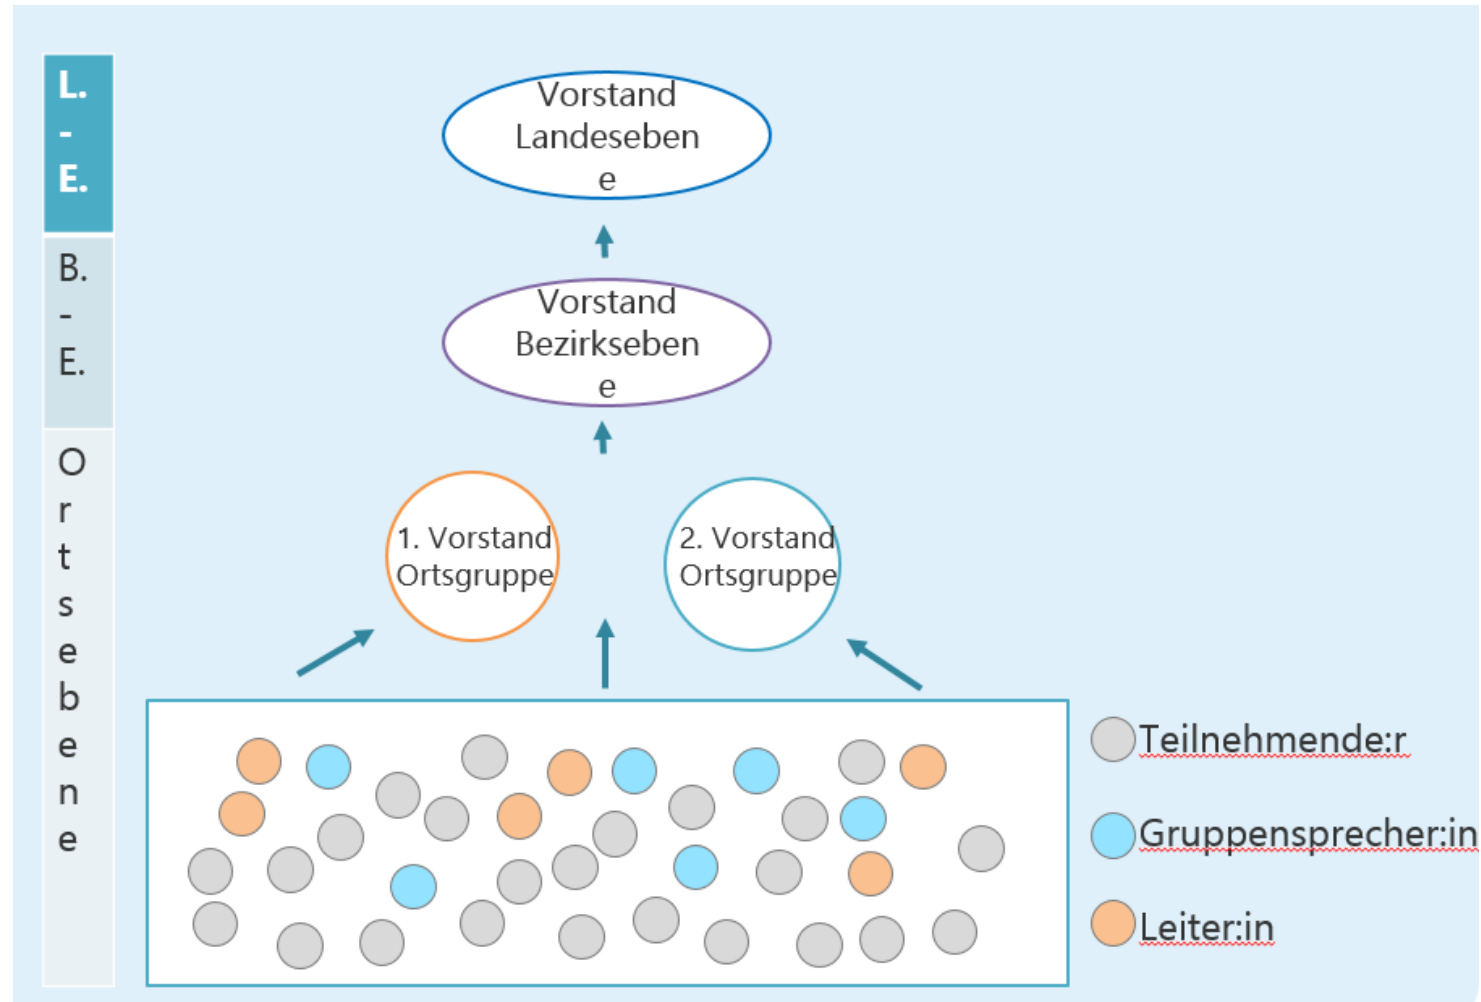 L.
-
E.
B.
-
E.
O
r
t
s
e
b
e
n
e
Vorstand
Landeseben
e
Vorstand
Bezirkseben
e
1. Vorstand
Ortsgruppe
2. Vorstand
Ortsgruppe
Teilnehmende:r
Gruppensprecher:in
Leiter:in